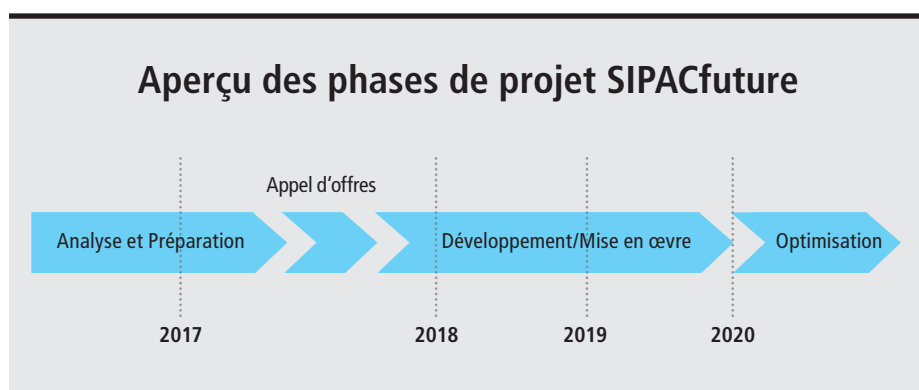 Aperçu des phases de projet SIPACfuture
Appel d’offres
Analyse et Préparation
Développement/Mise en œvre
Optimisation
2017
2018
2019
2020